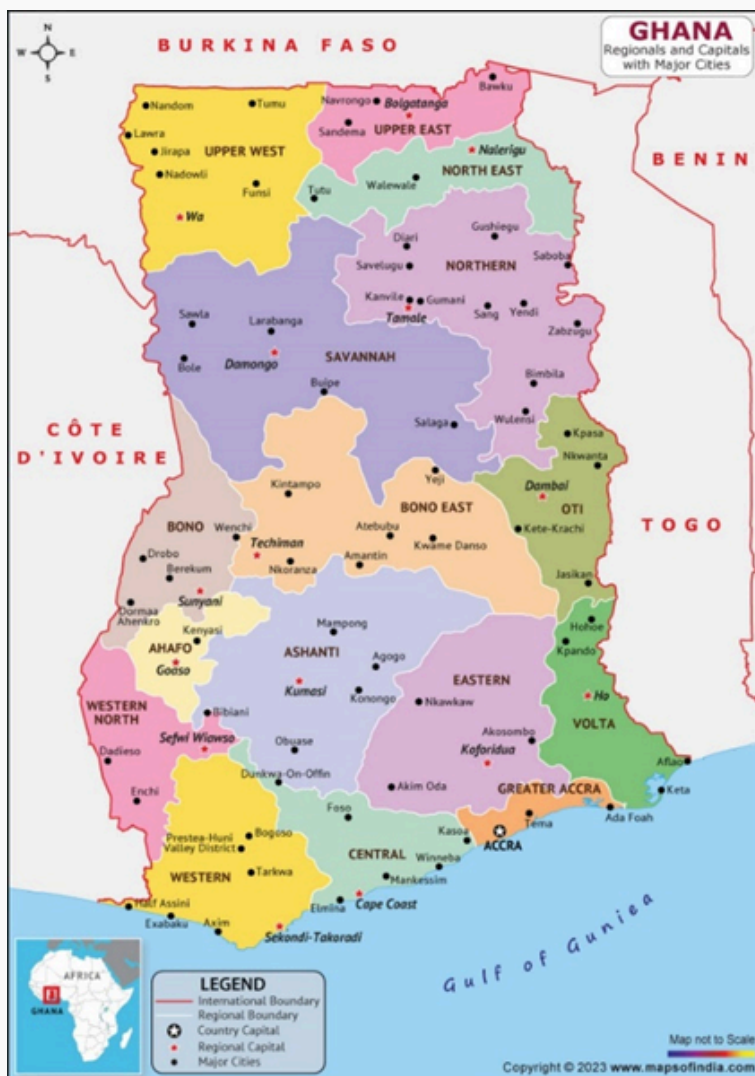 GHANA
Regionals and Capitals
with Major Cities
N
W
E
S
BURKINA FASO
BENIN
TOGO
CÔTE
D'IVOIRE
Nandom
Tumu
Lawra
Jirapa
UPPER WEST
Nadowli
Funsi
Wa
Navrongo
Bolgatanga
Bawku
Sandema
UPPER EAST
Nalerigu
Walewale
NORTH EAST
Tutu
Gushiegu
Diari
Savelugu
NORTHERN
Saboba
Kanvile
Gumani
Tamale
Sang
Yendi
Zabzugu
Bimbila
Wulensi
Sawla
Larabanga
Damongo
SAVANNAH
Bole
Buipe
Salaga
Kpasa
Nkwanta
Dambai
OTI
Kete-Krachi
Jasikan
Kintampo
Yeji
BONO EAST
Atebubu
Kwame Danso
Techiman
Nkoranza
Amantin
BONO
Wenchi
Drobo
Berekum
Sunyani
Dormaa
Ahenkro
AHAFO
Kenyasi
Goaso
Mampong
ASHANTI
Agogo
Kumasi
Konongo
Obuase
Dunkwa-On-Offin
EASTERN
Nkawkaw
Akosombo
Koforidua
Akim Oda
Hohoe
Kpando
Ho
VOLTA
Aflao
Keta
WESTERN
NORTH
Bibiani
Sefwi Wiawso
Dadieso
Enchi
GREATER ACCRA
Tema
Ada Foah
ACCRA
Foso
Kasoa
CENTRAL
Winneba
Mankessim
Elmina
Cape Coast
Prestea-Huni
Valley District
Bogoso
Tarkwa
WESTERN
Half Assini
Exabaku
Axim
Sekondi-Takoradi
Gulf of Guniea
AFRICA
GHANA
LEGEND
International Boundary
Regional Boundary
Country Capital
Regional Capital
Major Cities
Map not to Scale
Copyright © 2023 www.mapsofindia.com